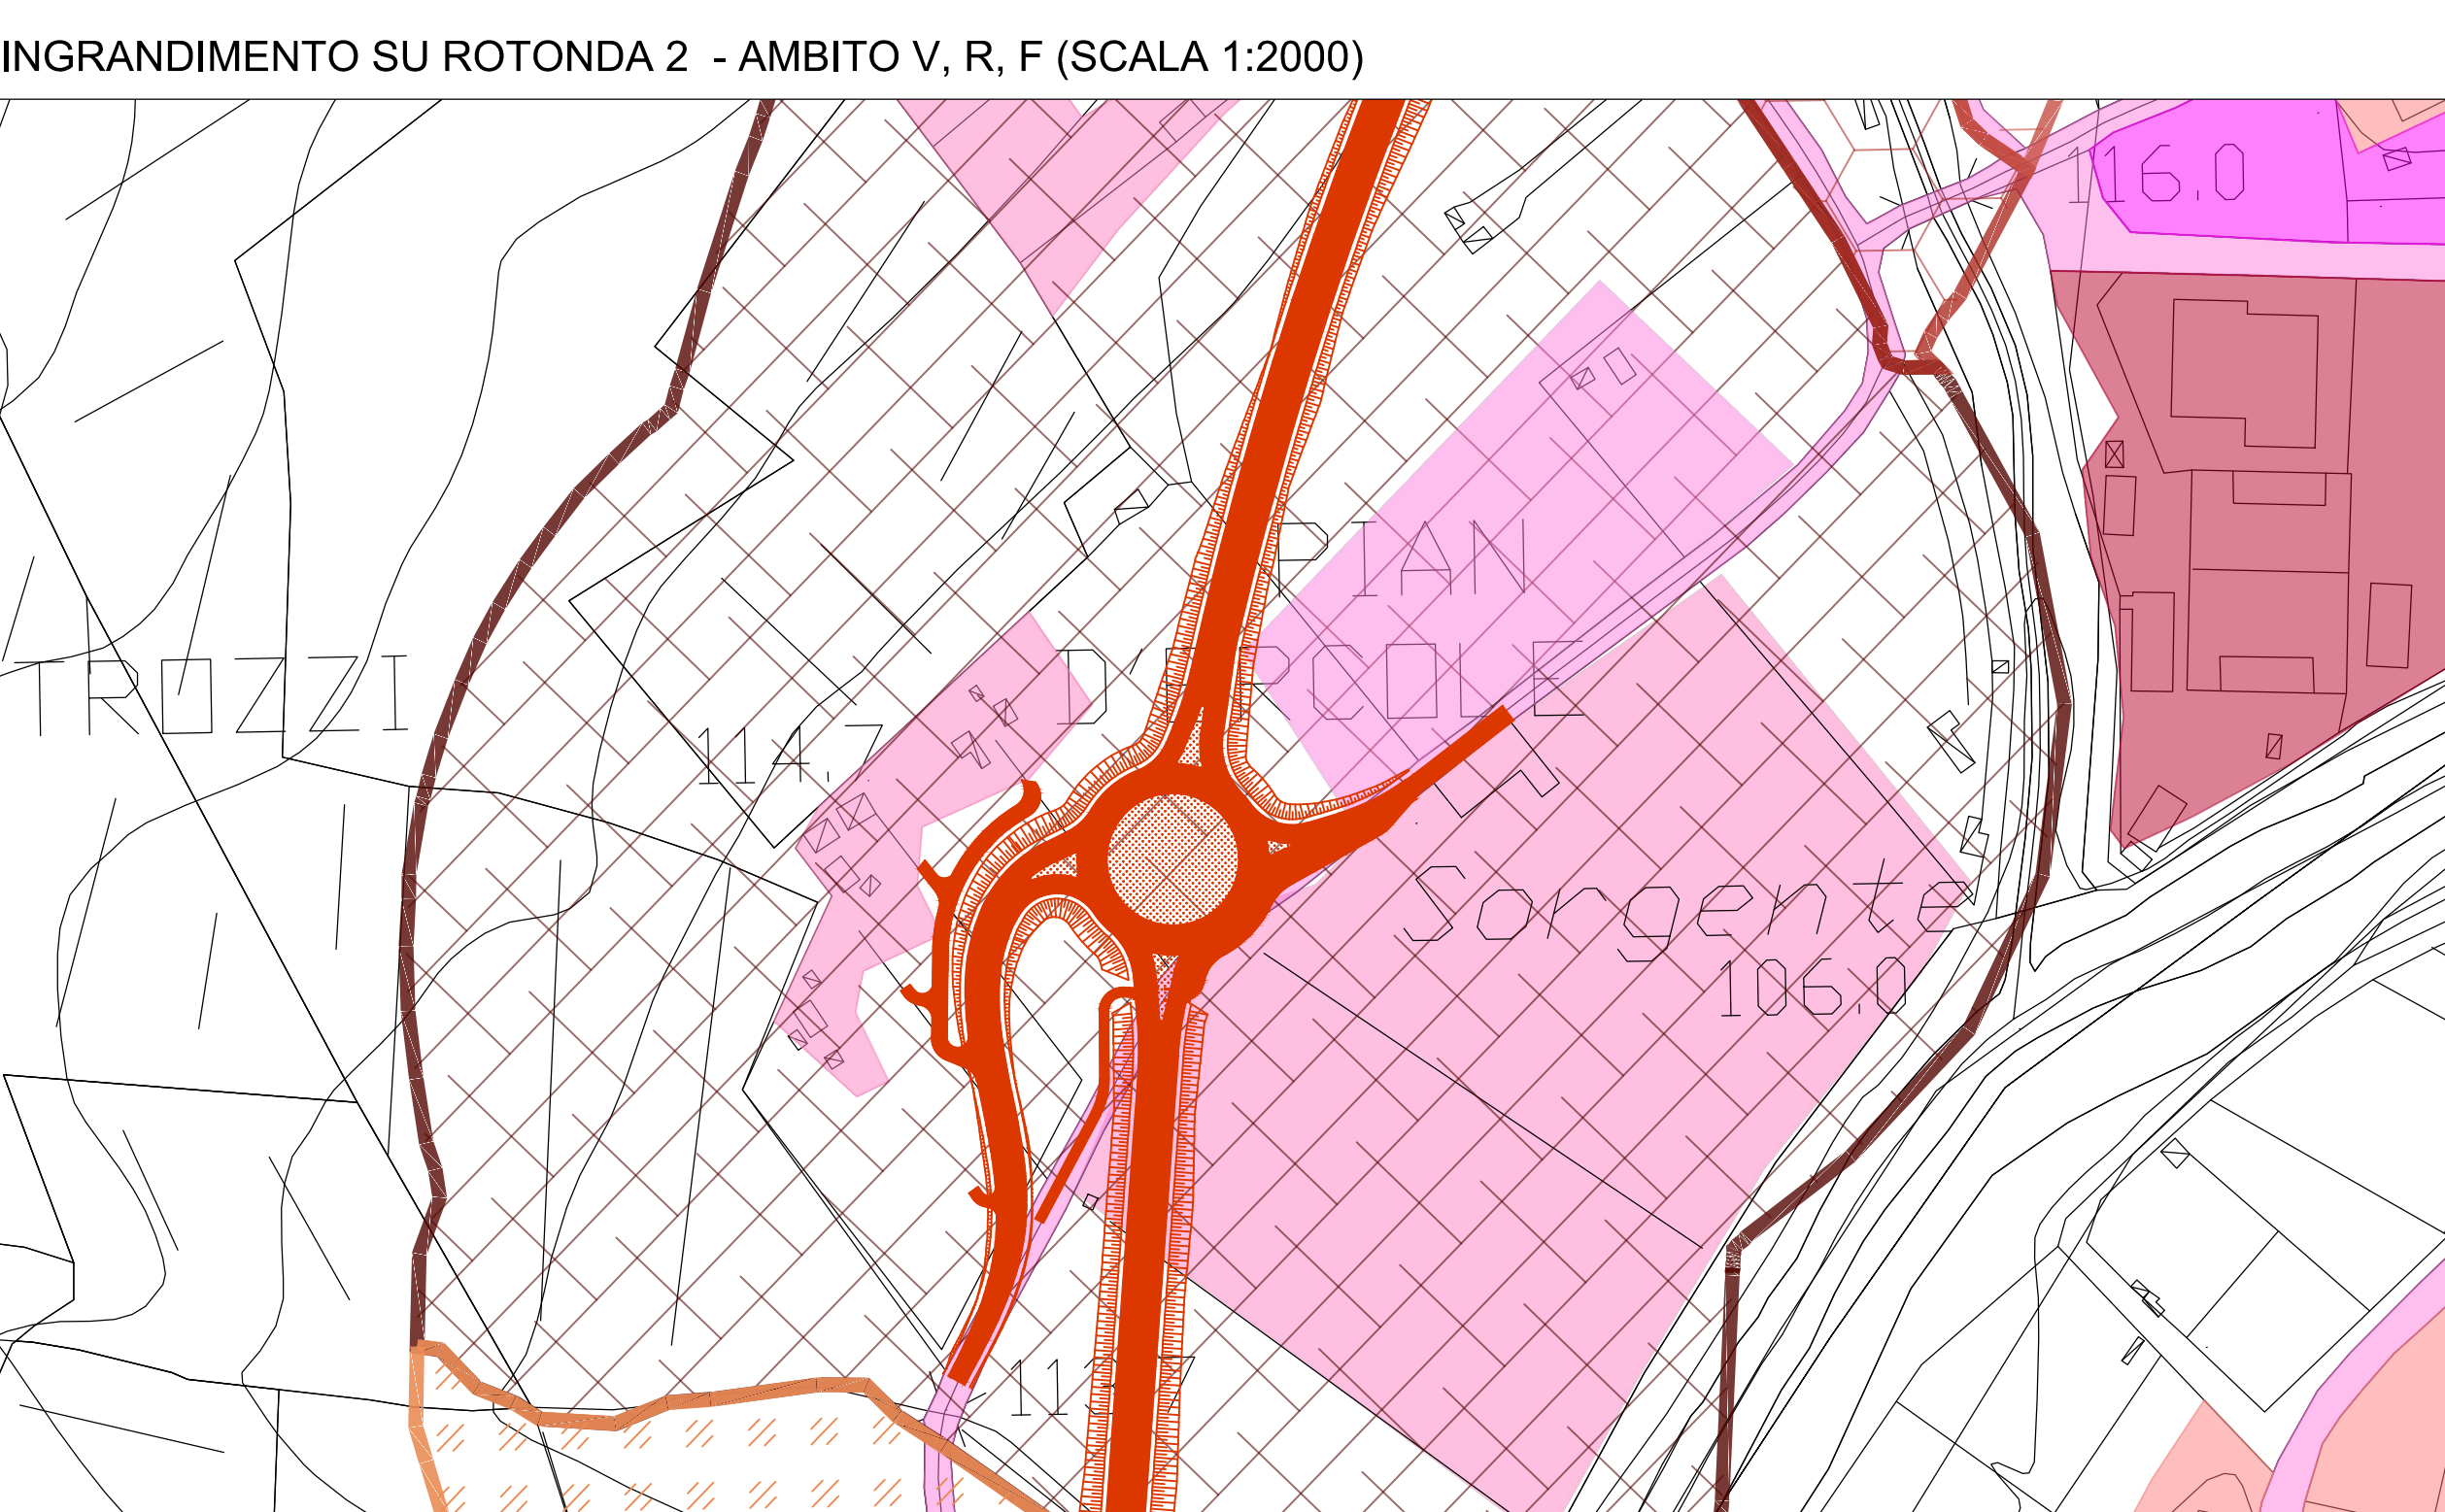 INGRANDIMENTO SU ROTONDA 2 - AMBITO V, R, F (SCALA 1:2000)
116.0
PIAN
D ERCOLE
TROZZI
114.7
Sorgente
106.0